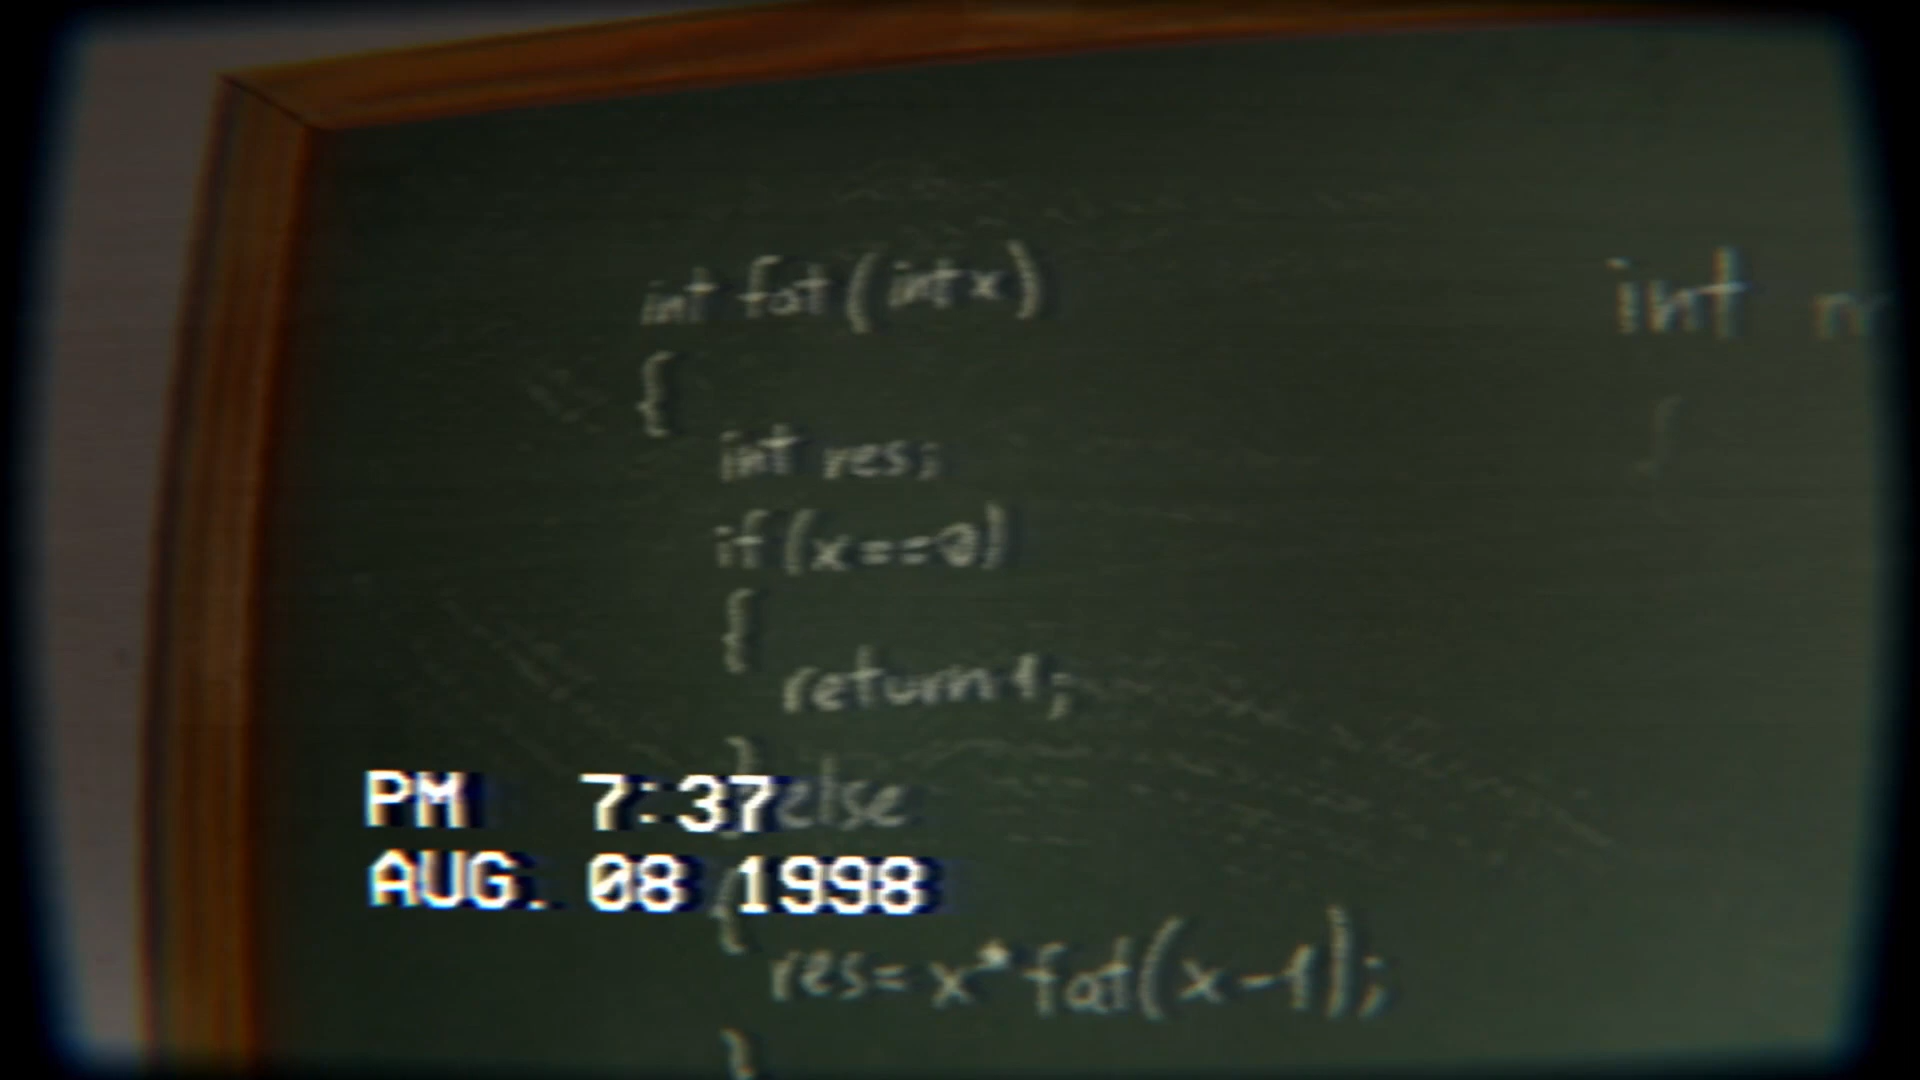 int fat (int x)
{
int res;
if (x==0)
{
return 1;
} else
{
res= x*fat(x-1);
}
int
{
PM 7:37
AUG. 08 1998